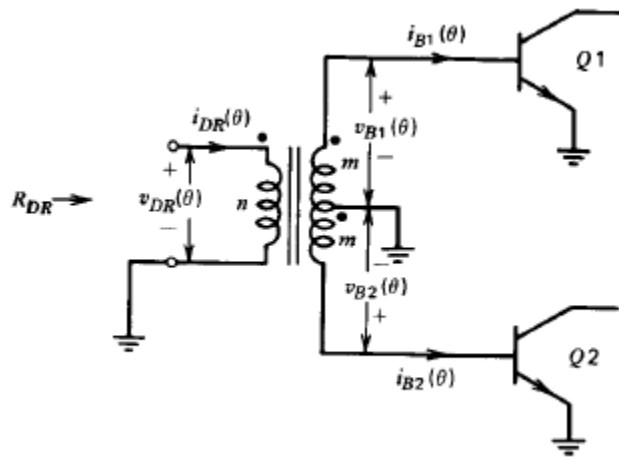 i_B1(θ)
Q1
i_DR(θ)
+
v_B1(θ)
−
m
+
R_DR
v_DR(θ)
n
−
m
−
v_B2(θ)
+
Q2
i_B2(θ)